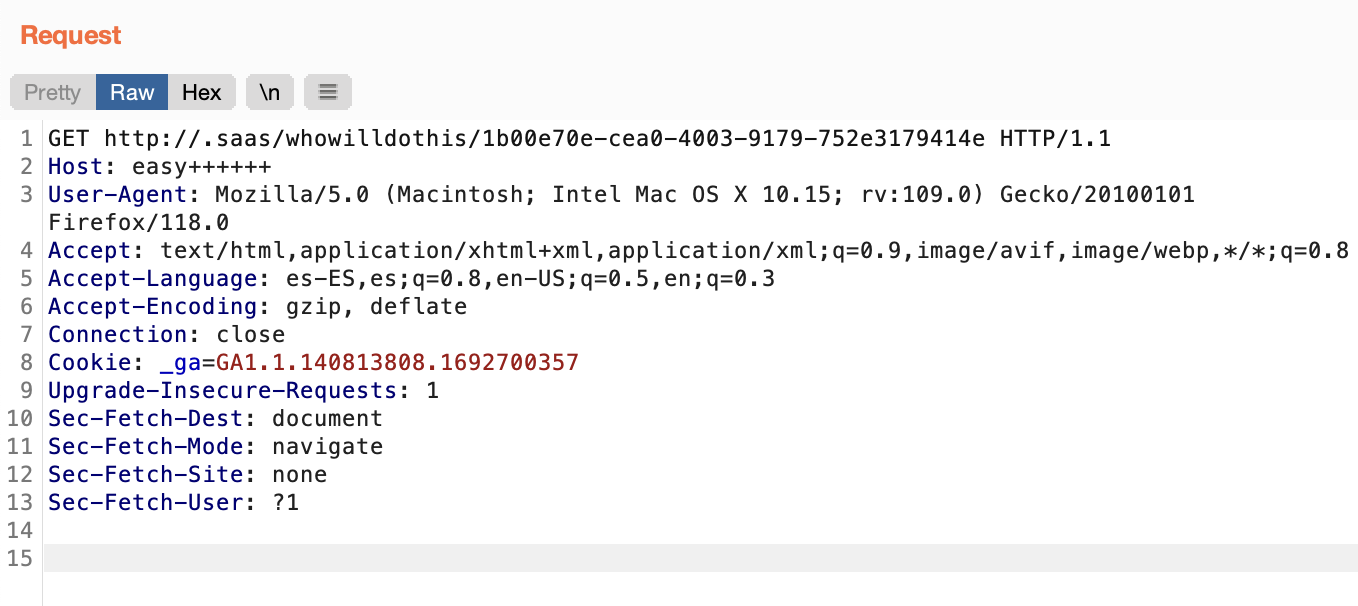 Request
Pretty Raw Hex \n
1 GET http://.saas/whowilldothis/1b00e70e-cea0-4003-9179-752e3179414e HTTP/1.1
2 Host: easy++++++
3 User-Agent: Mozilla/5.0 (Macintosh; Intel Mac OS X 10.15; rv:109.0) Gecko/20100101
Firefox/118.0
4 Accept: text/html,application/xhtml+xml,application/xml;q=0.9,image/avif,image/webp,*/*;q=0.8
5 Accept-Language: es-ES,es;q=0.8,en-US;q=0.5,en;q=0.3
6 Accept-Encoding: gzip, deflate
7 Connection: close
8 Cookie: _ga=GA1.1.140813808.1692700357
9 Upgrade-Insecure-Requests: 1
10 Sec-Fetch-Dest: document
11 Sec-Fetch-Mode: navigate
12 Sec-Fetch-Site: none
13 Sec-Fetch-User: ?1
14
15